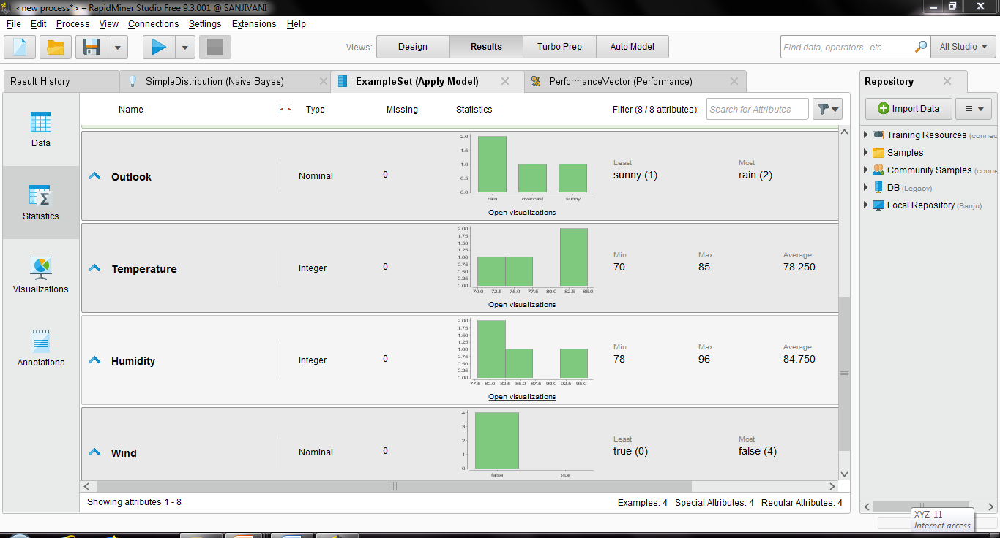 <new process*> – RapidMiner Studio Free 9.3.001 @ SANJIVANI
File Edit Process View Connections Settings Extensions Help
Views: Design Results Turbo Prep Auto Model Find data, operators...etc All Studio
Result History SimpleDistribution (Naive Bayes) ExampleSet (Apply Model) PerformanceVector (Performance) Repository
Name Type Missing Statistics Filter (8 / 8 attributes): Search for Attributes
Import Data
Data
Statistics
Visualizations
Annotations
Outlook Nominal 0
2.0
1.5
1.0
0.5
0.0
rain overcast sunny
Open visualizations
Least
sunny (1)
Most
rain (2)
Temperature Integer 0
2.00
1.75
1.50
1.25
1.00
0.75
0.50
0.25
0.00
70.0 72.5 75.0 77.5 80.0 82.5 85.0
Open visualizations
Min
70
Max
85
Average
78.250
Humidity Integer 0
2.00
1.75
1.50
1.25
1.00
0.75
0.50
0.25
0.00
77.5 80.0 82.5 85.0 87.5 90.0 92.5 95.0
Open visualizations
Min
78
Max
96
Average
84.750
Wind Nominal 0
4
3
2
1
0
false true
Least
true (0)
Most
false (4)
Showing attributes 1 - 8
Examples: 4 Special Attributes: 4 Regular Attributes: 4
Training Resources (connec
Samples
Community Samples (conne
DB (Legacy)
Local Repository (Sanju)
XYZ 11
Internet access